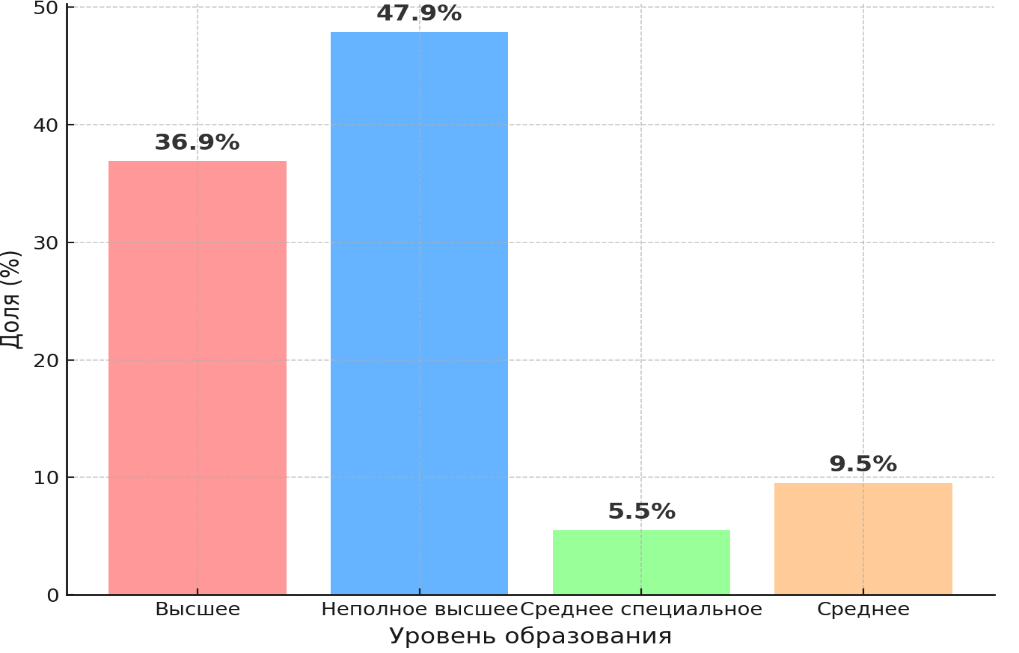 50
47.9%
40
36.9%
30
Доля (%)
20
10
9.5%
5.5%
0
Высшее
Неполное высшее
Среднее специальное
Среднее
Уровень образования